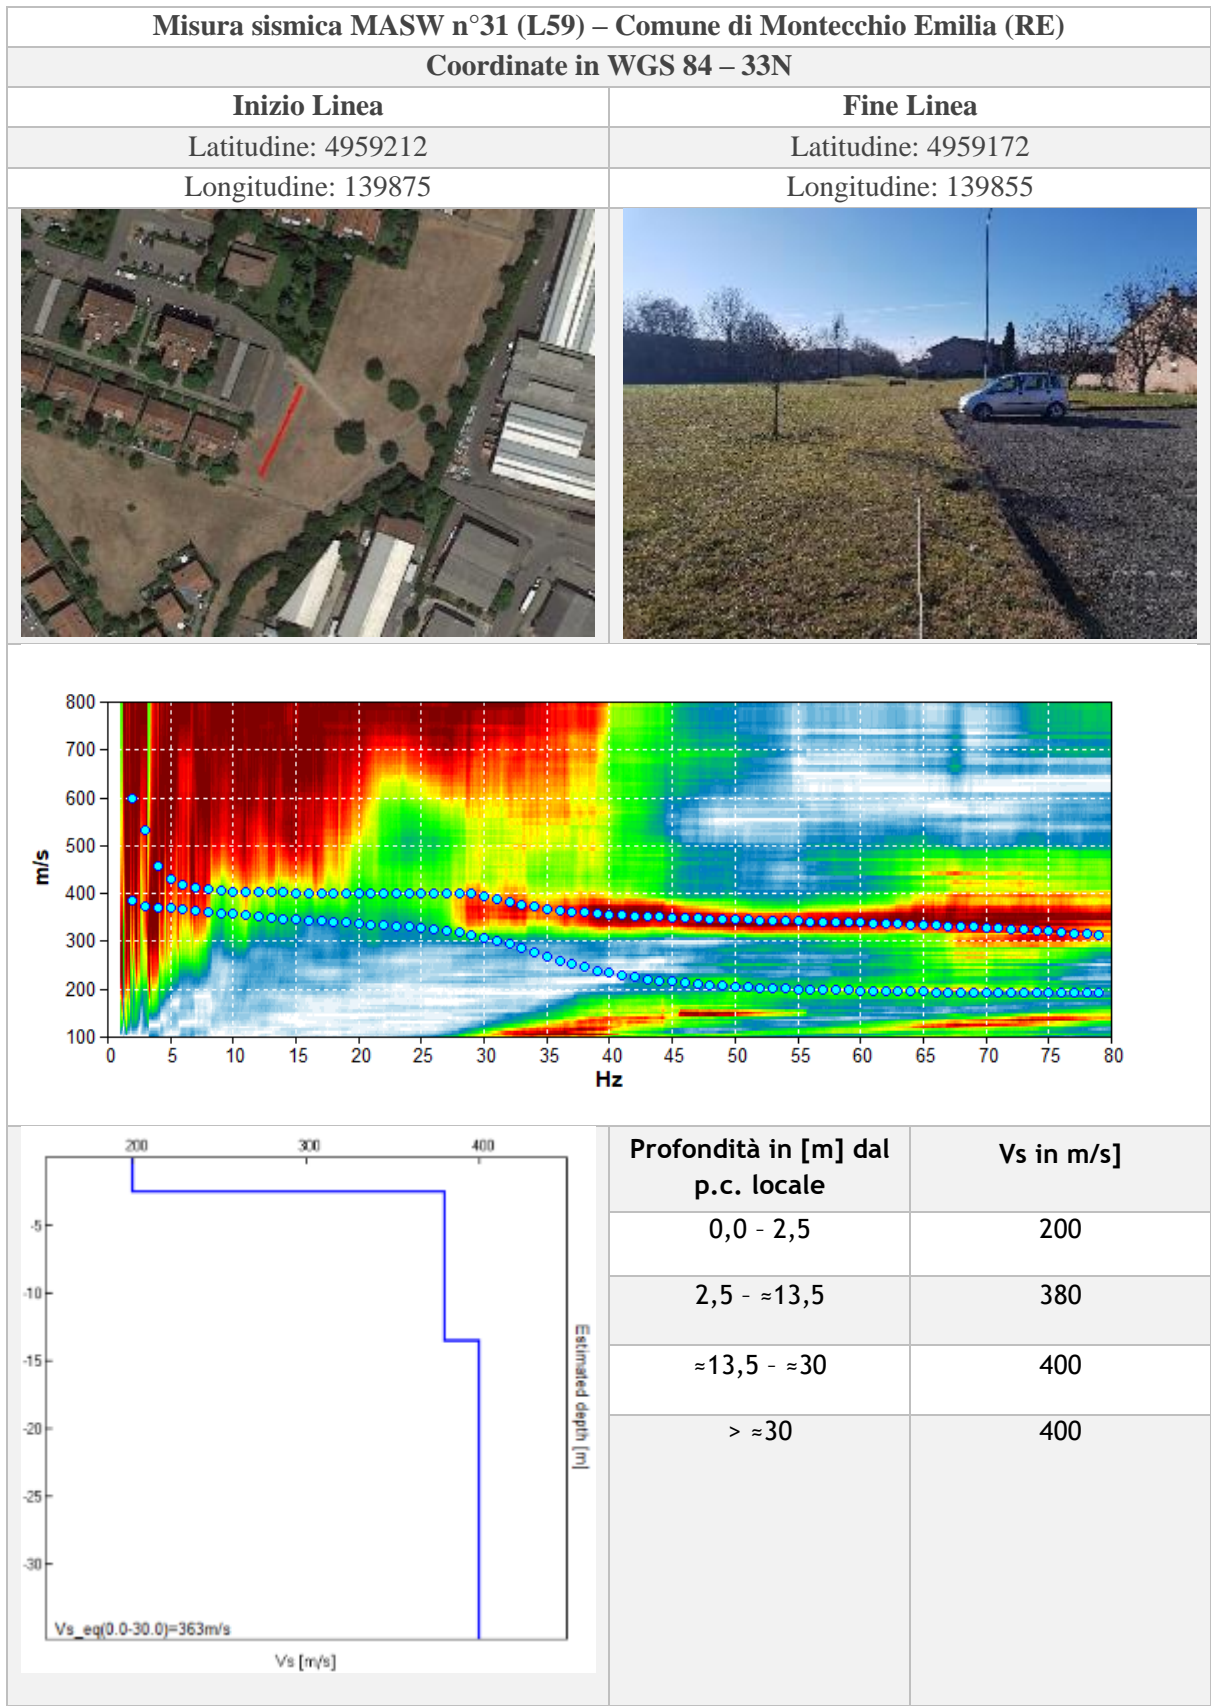 Misura sismica MASW n°31 (L59) – Comune di Montecchio Emilia (RE)
Coordinate in WGS 84 – 33N
Inizio Linea
Fine Linea
Latitudine: 4959212
Latitudine: 4959172
Longitudine: 139875
Longitudine: 139855
800
700
600
500
400
300
200
100
m/s
0 5 10 15 20 25 30 35 40 45 50 55 60 65 70 75 80
Hz
200 300 400
-5
-10
-15
-20
-25
-30
Estimated depth [m]
Vs_eq(0.0-30.0)=363m/s
Vs [m/s]
Profondità in [m] dal
p.c. locale
Vs in m/s]
0,0 – 2,5
200
2,5 – ≈13,5
380
≈13,5 – ≈30
400
> ≈30
400